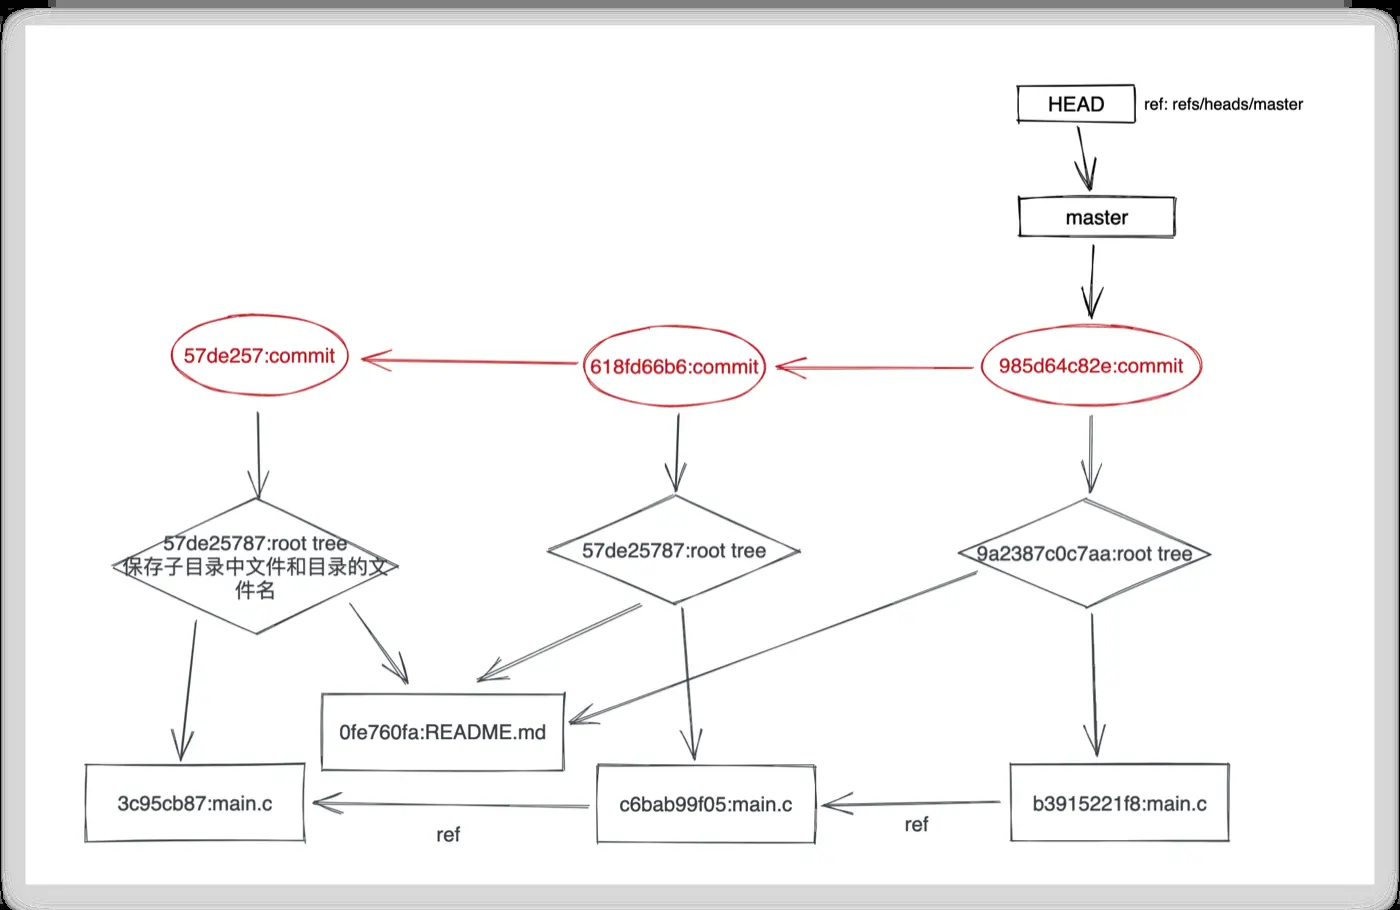 HEAD
ref: refs/heads/master
master
57de257:commit
618fd66b6:commit
985d64c82e:commit
57de25787:root tree
保存子目录中文件和目录的文
件名
57de25787:root tree
9a2387c0c7aa:root tree
0fe760fa:README.md
3c95cb87:main.c
c6bab99f05:main.c
b3915221f8:main.c
ref
ref